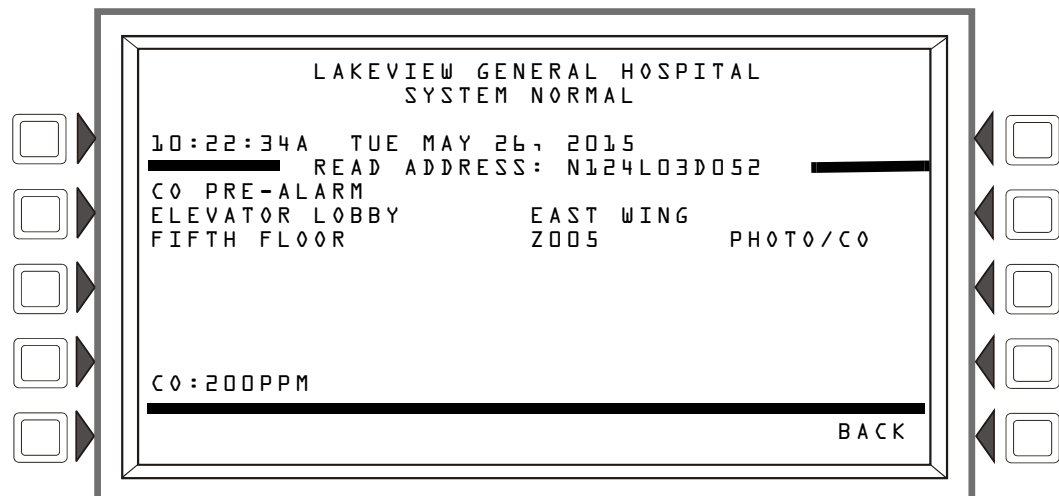 LAKEVIEW GENERAL HOSPITAL
SYSTEM NORMAL
10:22:34A TUE MAY 26, 2015
READ ADDRESS: N124L03D052
CO PRE-ALARM
ELEVATOR LOBBY EAST WING
FIFTH FLOOR Z005 PHOTO/CO
CO:200PPM
BACK